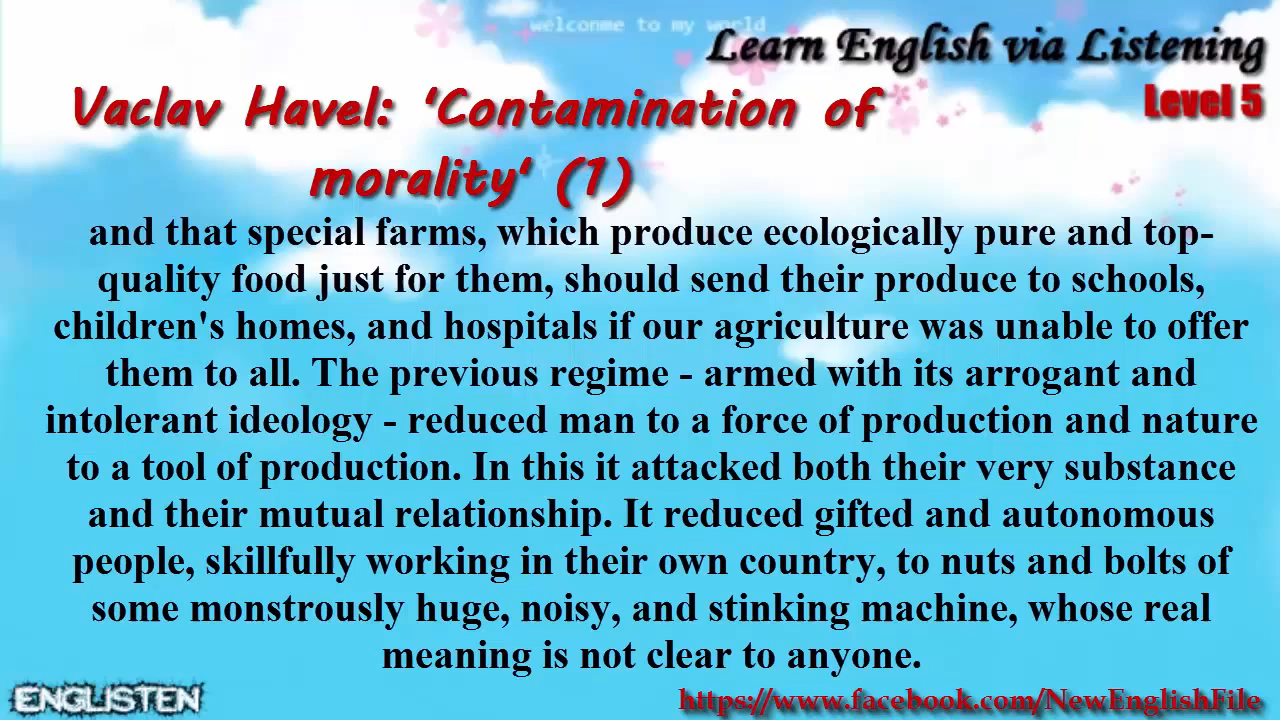 welconme to my world
Learn English via Listening
Level 5
Vaclav Havel: 'Contamination of
morality' (1)
and that special farms, which produce ecologically pure and top-
quality food just for them, should send their produce to schools,
children's homes, and hospitals if our agriculture was unable to offer
them to all. The previous regime - armed with its arrogant and
intolerant ideology - reduced man to a force of production and nature
to a tool of production. In this it attacked both their very substance
and their mutual relationship. It reduced gifted and autonomous
people, skillfully working in their own country, to nuts and bolts of
some monstrously huge, noisy, and stinking machine, whose real
meaning is not clear to anyone.
ENGLISTEN
https://www.facebook.com/NewEnglishFile